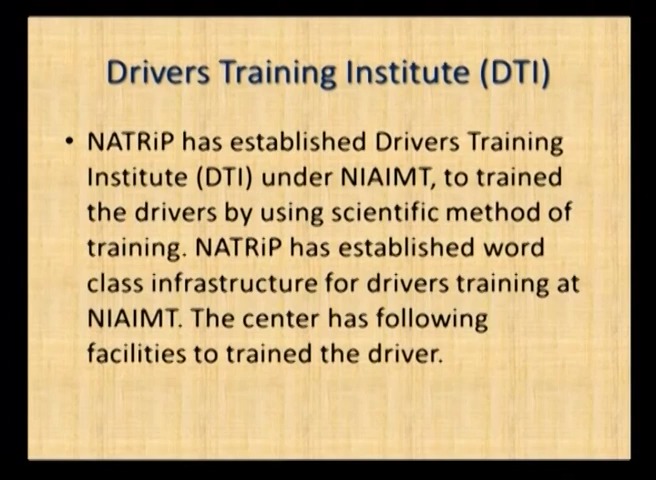 Drivers Training Institute (DTI)
• NATRiP has established Drivers Training
Institute (DTI) under NIAIMT, to trained
the drivers by using scientific method of
training. NATRiP has established word
class infrastructure for drivers training at
NIAIMT. The center has following
facilities to trained the driver.